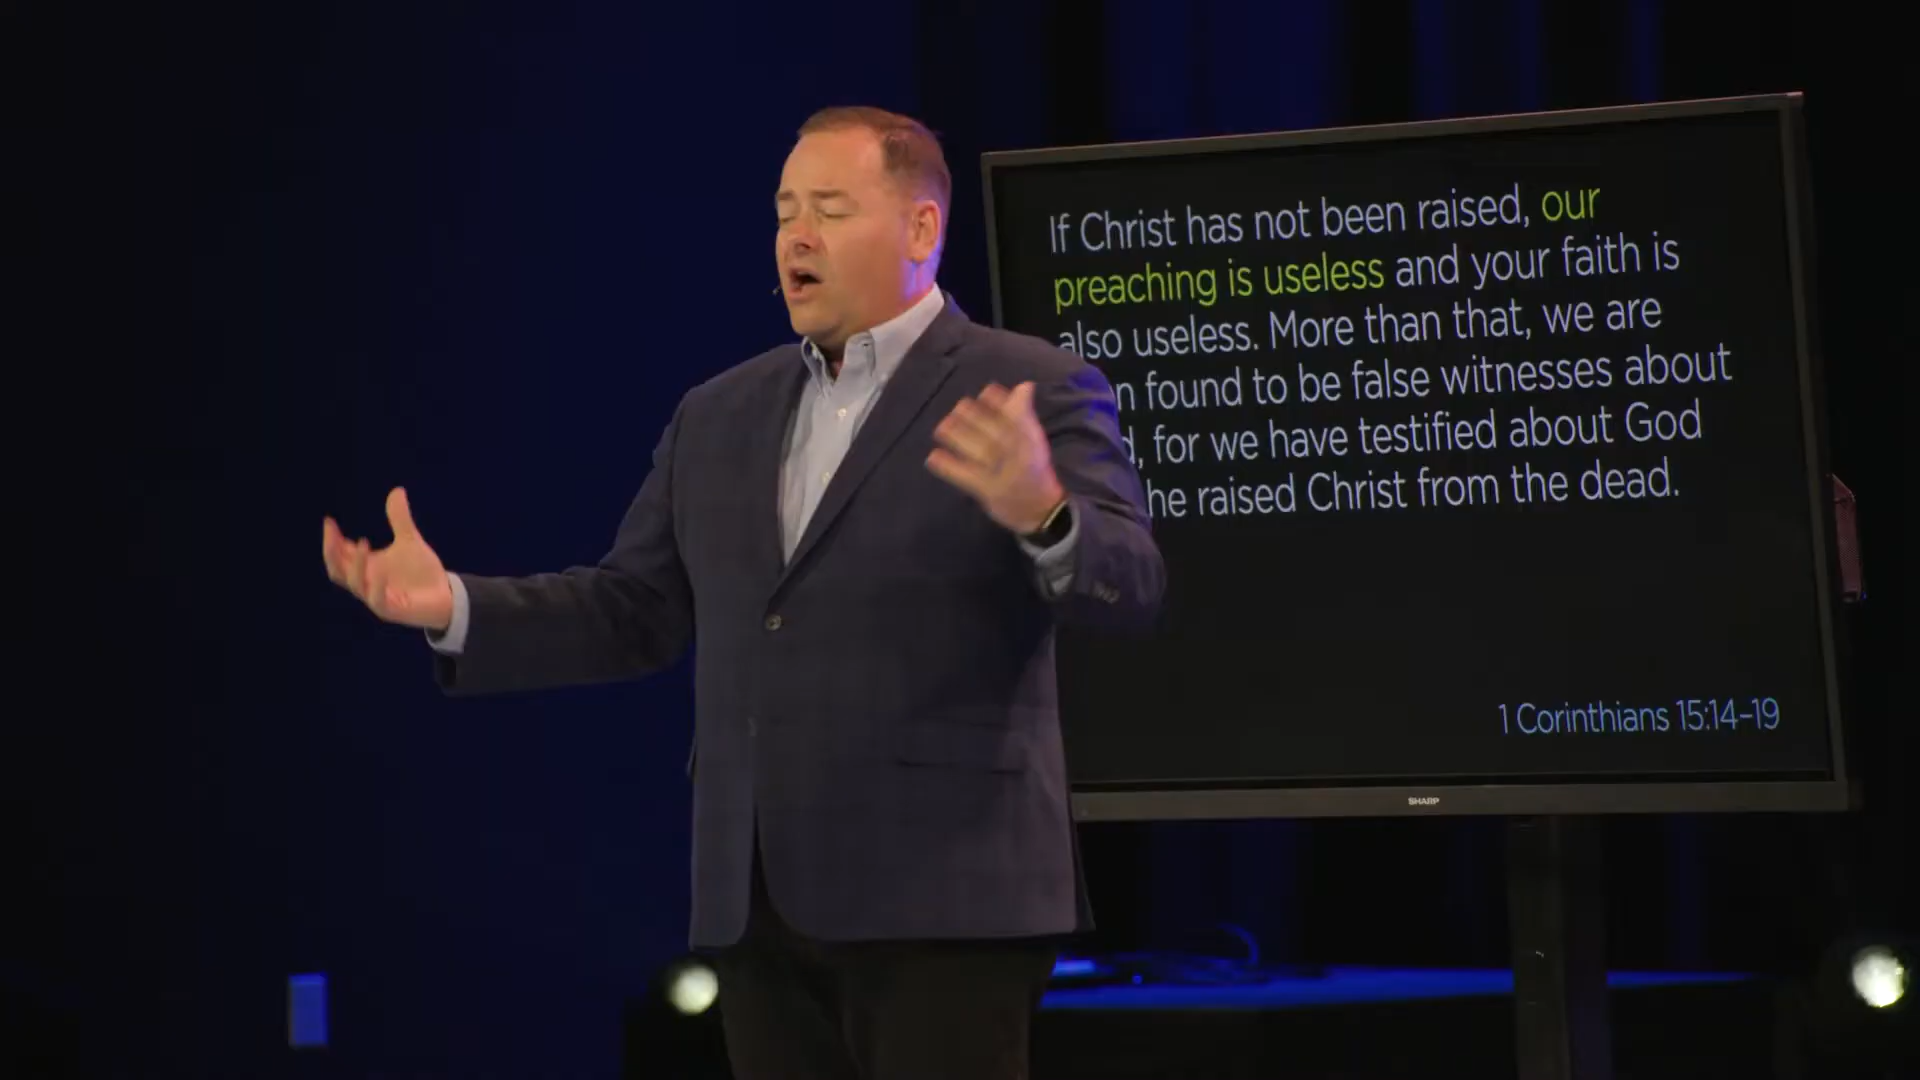 If Christ has not been raised, our
preaching is useless and your faith is
also useless. More than that, we are
found to be false witnesses about
for we have testified about God
he raised Christ from the dead.
1 Corinthians 15:14–19
SHARP